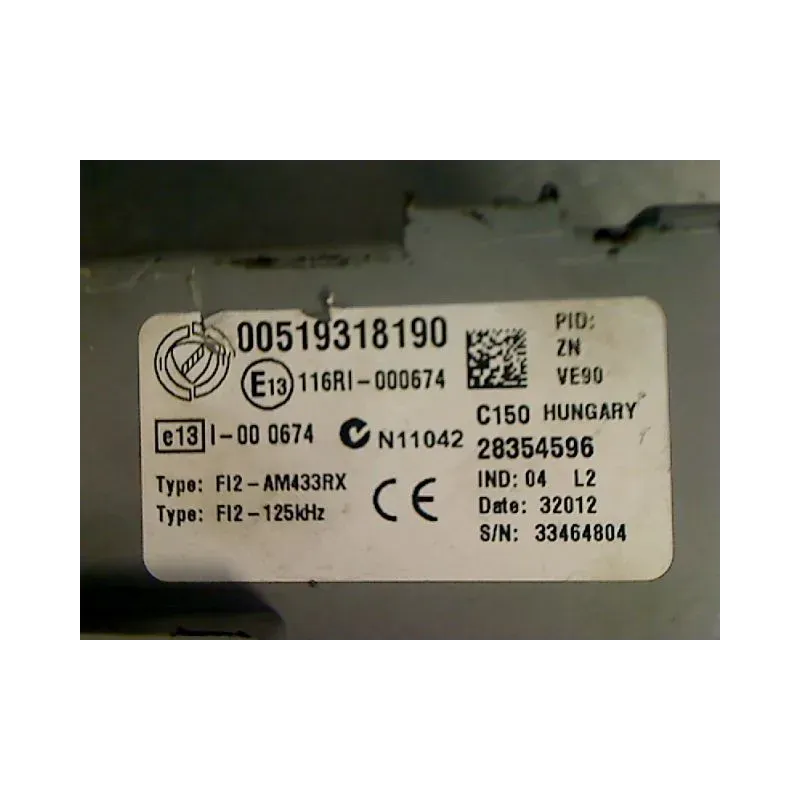 00519318190
E13 116RI-000674
e13 I-00 0674 N11042
Type: FI2-AM433RX
Type: FI2-125kHz
CE
PID:
ZN
VE90
C150 HUNGARY
28354596
IND: 04 L2
Date: 32012
S/N: 33464804